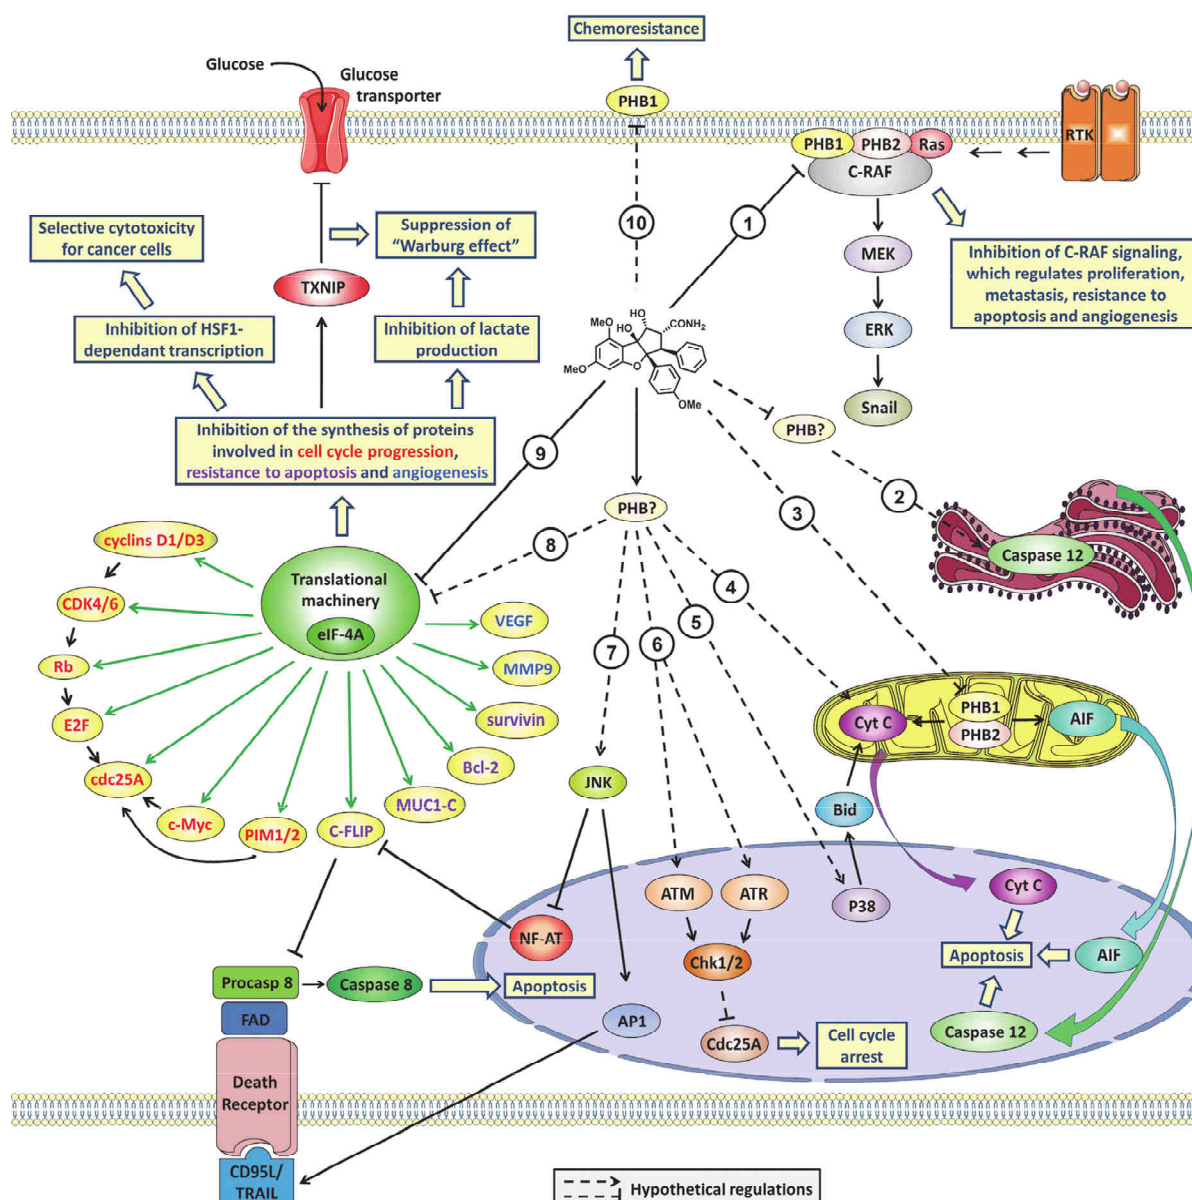 Chemoresistance
Glucose
Glucose
transporter
PHB1
RTK
PHB1
PHB2
Ras
C-RAF
Selective cytotoxicity
for cancer cells
Suppression of
“Warburg effect”
10
1
MEK
Inhibition of C-RAF signaling,
which regulates proliferation,
metastasis, resistance to
apoptosis and angiogenesis
TXNIP
Inhibition of HSF1-
dependant transcription
Inhibition of lactate
production
HO
MeO
HO
CONH₂
MeO
O
OMe
ERK
Snail
PHB?
Inhibition of the synthesis of proteins
involved in cell cycle progression,
resistance to apoptosis and angiogenesis
9
2
3
PHB?
8
Caspase 12
cyclins D1/D3
Translational
machinery
eIF-4A
CDK4/6
VEGF
4
5
6
7
Rb
MMP9
E2F
survivin
Cyt C
PHB1
PHB2
AIF
cdc25A
Bcl-2
JNK
MUC1-C
Bid
c-Myc
PIM1/2
C-FLIP
ATM
ATR
P38
Cyt C
NF-AT
Chk1/2
Apoptosis
AIF
Procasp 8
Caspase 8
Apoptosis
FAD
AP1
Cdc25A
Cell cycle
arrest
Caspase 12
Death
Receptor
CD95L/
TRAIL
Hypothetical regulations